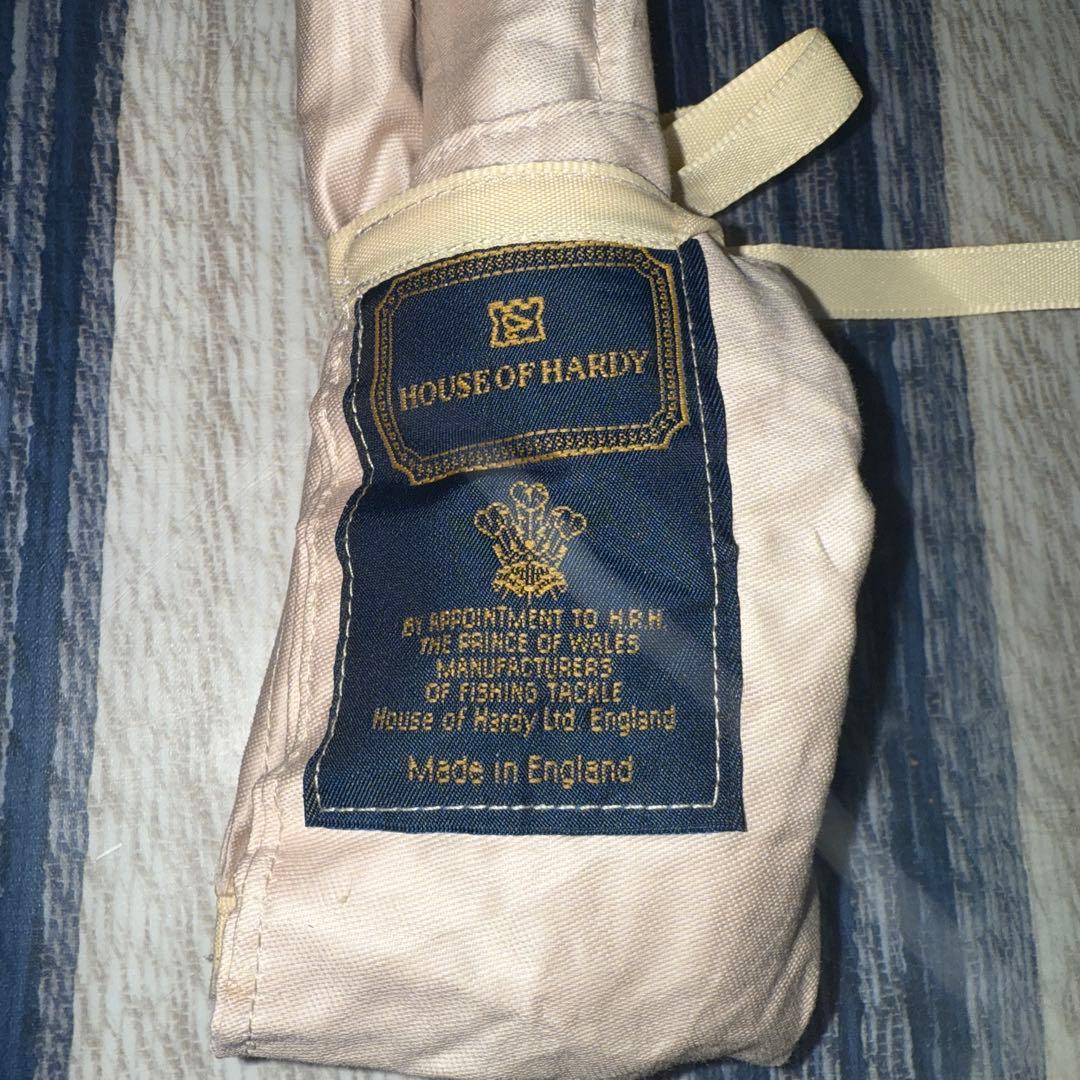 HOUSE OF HARDY
BY APPOINTMENT TO H.R.H
THE PRINCE OF WALES
MANUFACTURERS
OF FISHING TACKLE
House of Hardy Ltd. England
Made in England